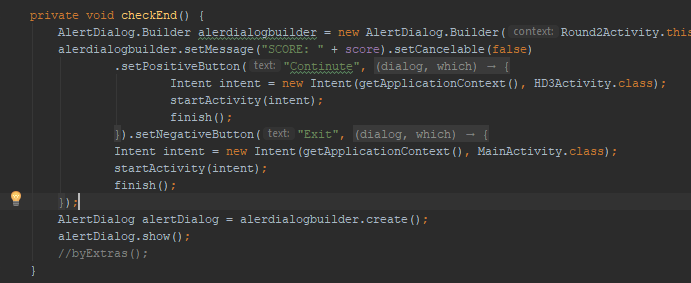 private void checkEnd() {
AlertDialog.Builder alerdialogbuilder = new AlertDialog.Builder( context: Round2Activity.this
alerdialogbuilder.setMessage("SCORE: " + score).setCancelable(false)
.setPositiveButton( text: "Continute", (dialog, which) → {
Intent intent = new Intent(getApplicationContext(), HD3Activity.class);
startActivity(intent);
finish();
}).setNegativeButton( text: "Exit", (dialog, which) → {
Intent intent = new Intent(getApplicationContext(), MainActivity.class);
startActivity(intent);
finish();
});
AlertDialog alertDialog = alerdialogbuilder.create();
alertDialog.show();
//byExtras();
}